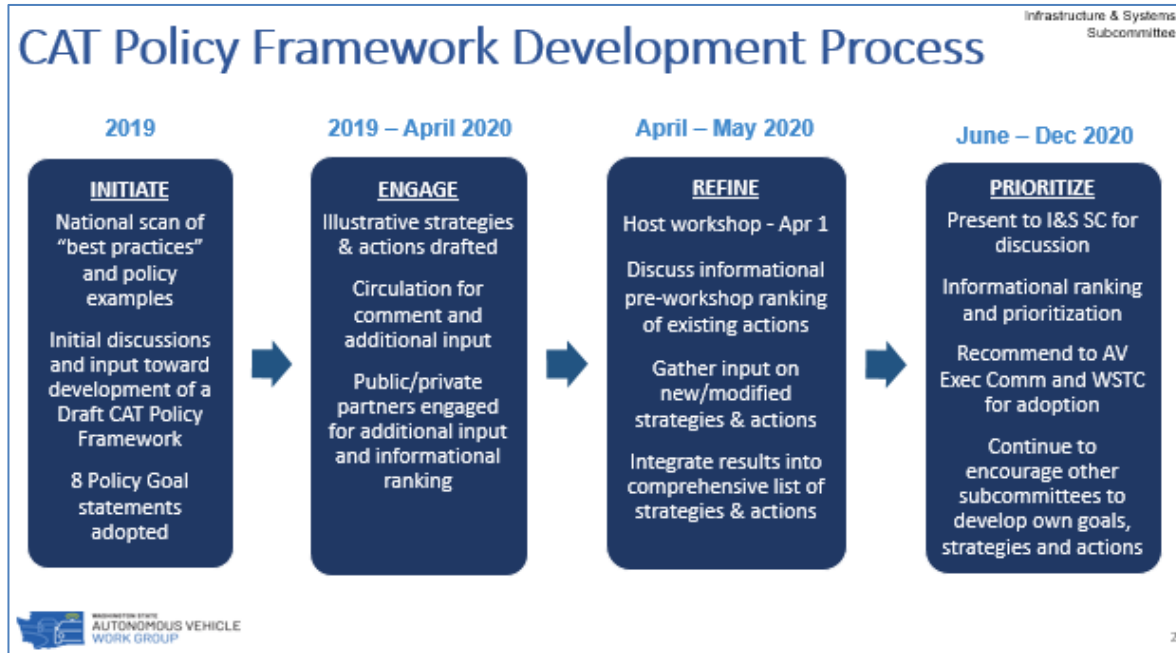 Infrastructure & Systems
Subcommittee
CAT Policy Framework Development Process
2019
INITIATE
National scan of
“best practices”
and policy
examples
Initial discussions
and input toward
development of a
Draft CAT Policy
Framework
8 Policy Goal
statements
adopted
2019 – April 2020
ENGAGE
Illustrative strategies
& actions drafted
Circulation for
comment and
additional input
Public/private
partners engaged
for additional input
and informational
ranking
April – May 2020
REFINE
Host workshop - Apr 1
Discuss informational
pre-workshop ranking
of existing actions
Gather input on
new/modified
strategies & actions
Integrate results into
comprehensive list of
strategies & actions
June – Dec 2020
PRIORITIZE
Present to I&S SC for
discussion
Informational ranking
and prioritization
Recommend to AV
Exec Comm and WSTC
for adoption
Continue to
encourage other
subcommittees to
develop own goals,
strategies and actions
WASHINGTON STATE
AUTONOMOUS VEHICLE
WORK GROUP
2